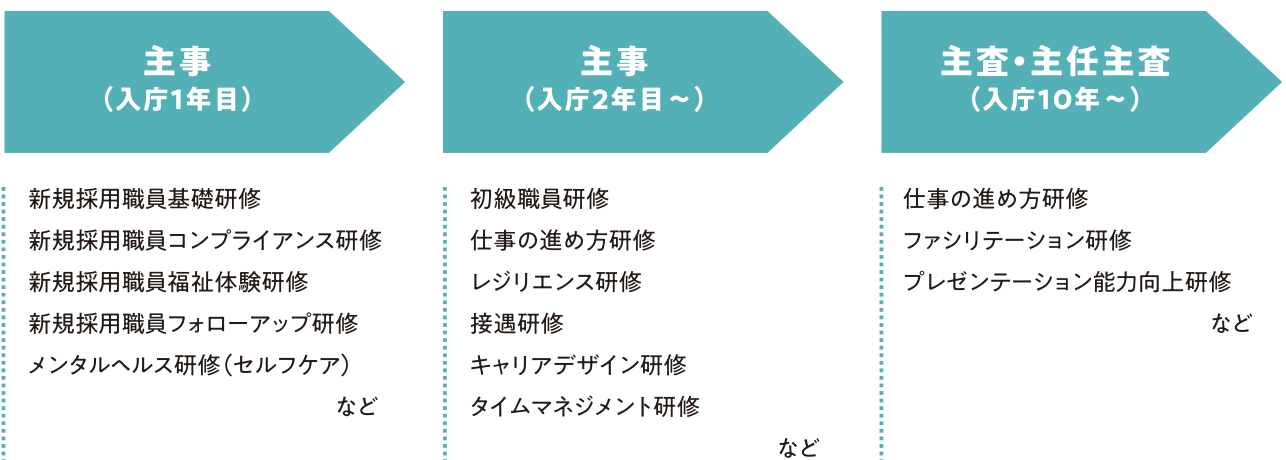 主事
（入庁1年目）
新規採用職員基礎研修
新規採用職員コンプライアンス研修
新規採用職員福祉体験研修
新規採用職員フォローアップ研修
メンタルヘルス研修（セルフケア）
など
主事
（入庁2年目～）
初級職員研修
仕事の進め方研修
レジリエンス研修
接遇研修
キャリアデザイン研修
タイムマネジメント研修
など
主査・主任主査
（入庁10年～）
仕事の進め方研修
ファシリテーション研修
プレゼンテーション能力向上研修
など